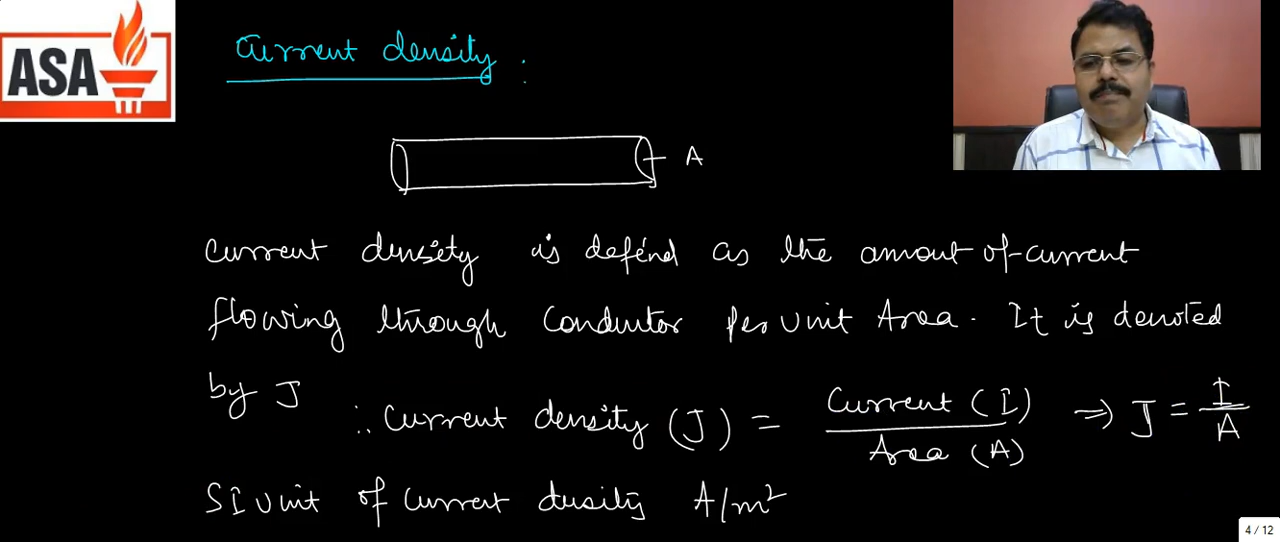 ASA
Current density :
A
Current density is defind as the amout of current
flowing through conductor per unit Area. It is denoted
by J
∴ Current density (J) = Current (I) / Area (A) ⇒ J = I / A
SI unit of current dusity A/m²
4 / 12